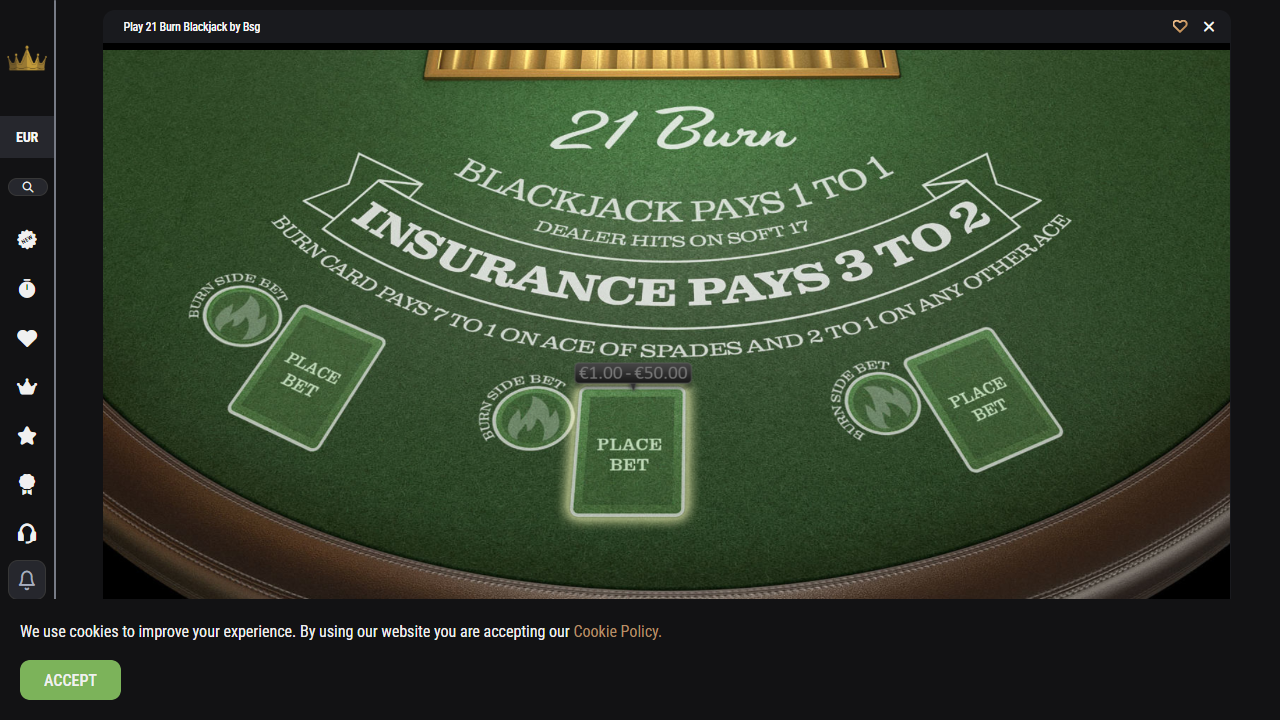 Play 21 Burn Blackjack by Bsg
EUR
NEW
21 Burn
BLACKJACK PAYS 1 TO 1
DEALER HITS ON SOFT 17
INSURANCE PAYS 3 TO 2
BURN CARD PAYS 7 TO 1 ON ACE OF SPADES AND 2 TO 1 ON ANY OTHER ACE
BURN SIDE BET
PLACE
BET
BURN SIDE BET
€1.00 - €50.00
PLACE
BET
BURN SIDE BET
PLACE
BET
We use cookies to improve your experience. By using our website you are accepting our Cookie Policy.
ACCEPT